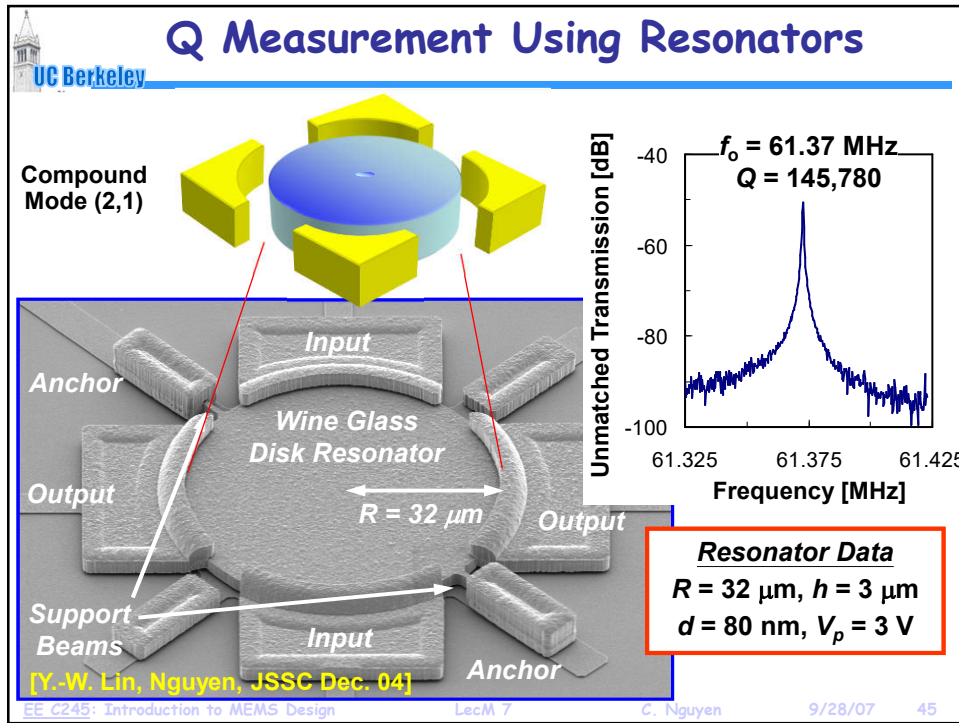 Q Measurement Using Resonators
UC Berkeley
Compound
Mode (2,1)
Unmatched Transmission [dB]
f₀ = 61.37 MHz
Q = 145,780
-40
-60
-80
-100
61.325
61.375
61.425
Frequency [MHz]
Input
Anchor
Wine Glass
Disk Resonator
Output
R = 32 μm
Output
Support
Beams
Input
Anchor
[Y.-W. Lin, Nguyen, JSSC Dec. 04]
Resonator Data
R = 32 μm, h = 3 μm
d = 80 nm, Vₚ = 3 V
EE C245: Introduction to MEMS Design LecM 7 C. Nguyen 9/28/07 45